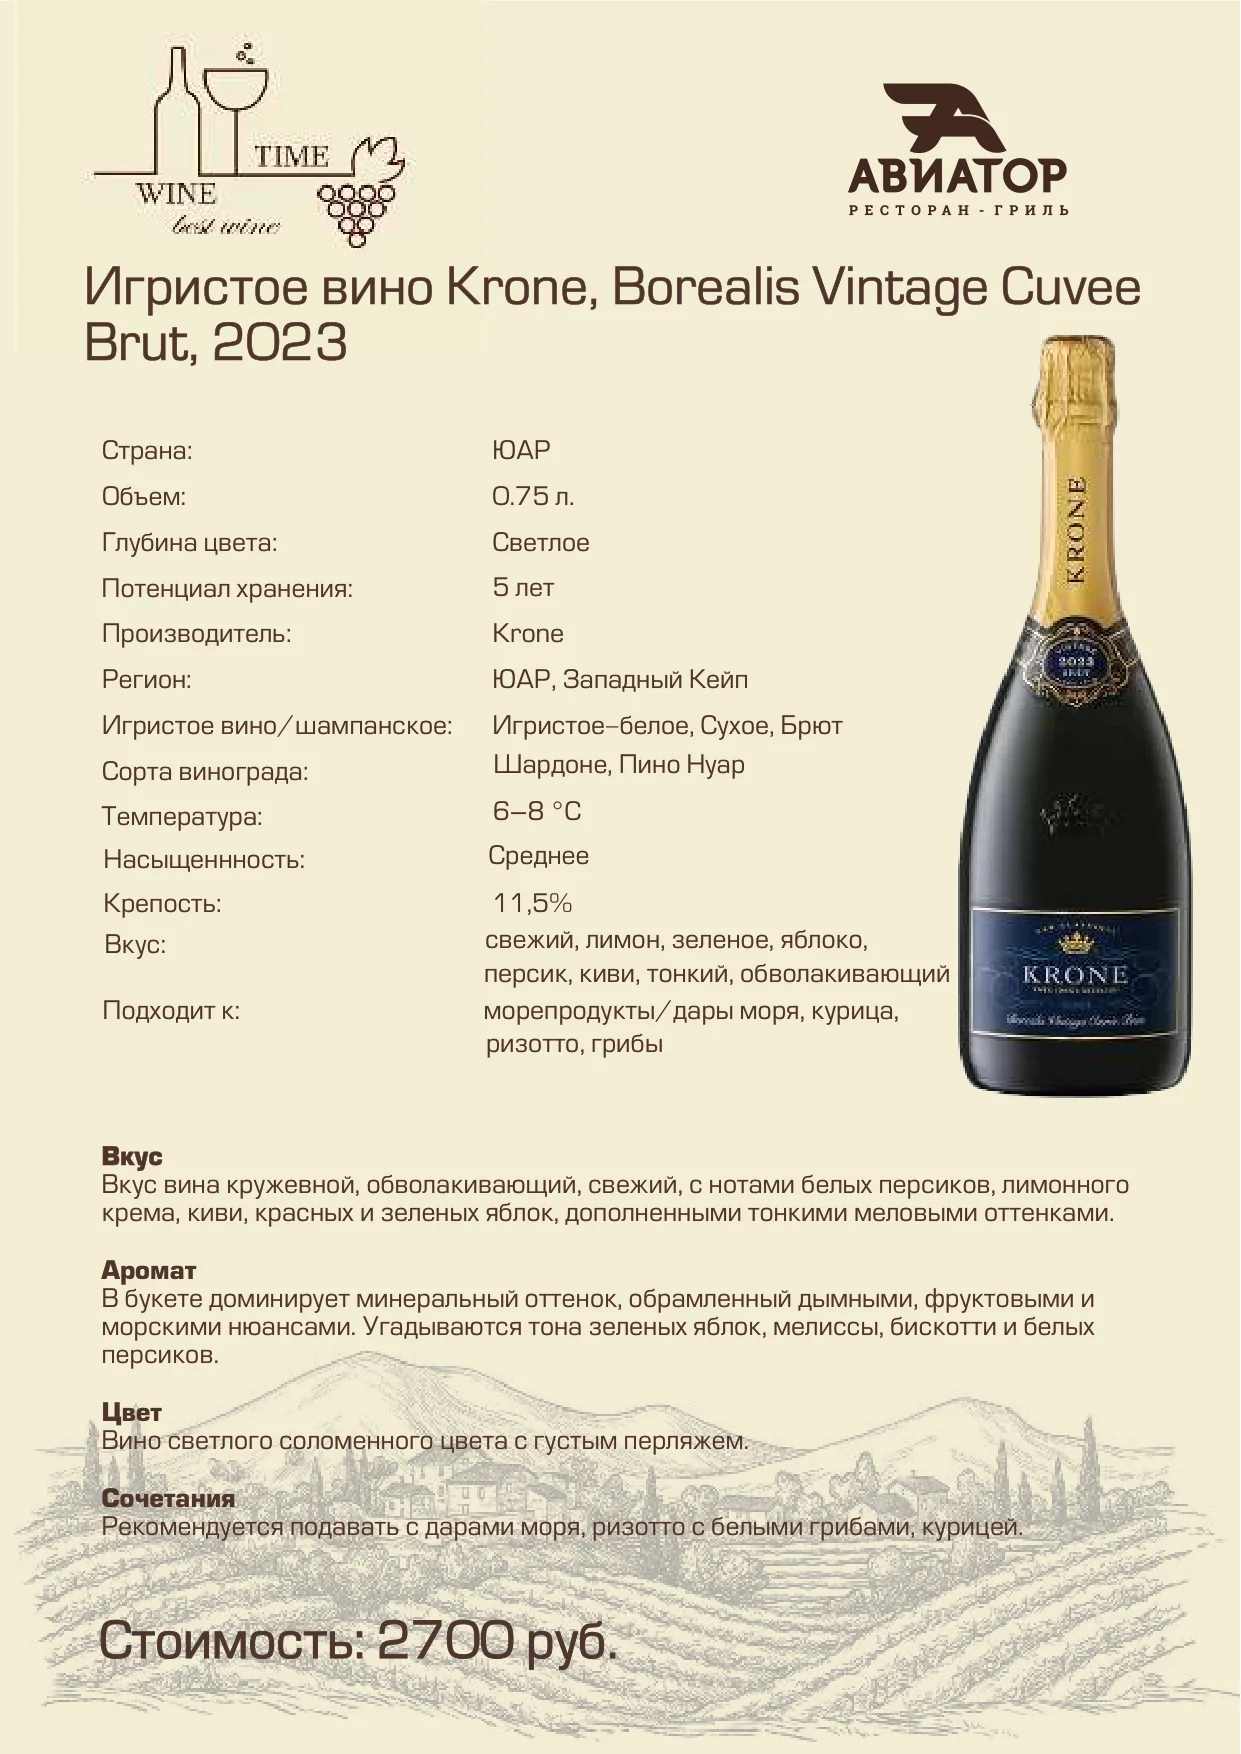 TIME
WINE
best wine
АВИАТОР
РЕСТОРАН - ГРИЛЬ
Игристое вино Krone, Borealis Vintage Cuvee
Brut, 2023
Страна: ЮАР
Объем: 0.75 л.
Глубина цвета: Светлое
Потенциал хранения: 5 лет
Производитель: Krone
Регион: ЮАР, Западный Кейп
Игристое вино/шампанское: Игристое-белое, Сухое, Брют
Сорта винограда: Шардоне, Пино Нуар
Температура: 6–8 °C
Насыщеннность: Среднее
Крепость: 11,5%
Вкус: свежий, лимон, зеленое, яблоко,
персик, киви, тонкий, обволакивающий
Подходит к: морепродукты/дары моря, курица,
ризотто, грибы
KRONE
VINTAGE
2023
BRUT
KRONE
Borealis Vintage Cuvée Brut
Вкус
Вкус вина кружевной, обволакивающий, свежий, с нотами белых персиков, лимонного
крема, киви, красных и зеленых яблок, дополненными тонкими меловыми оттенками.
Аромат
В букете доминирует минеральный оттенок, обрамленный дымными, фруктовыми и
морскими нюансами. Угадываются тона зеленых яблок, мелиссы, бискотти и белых
персиков.
Цвет
Вино светлого соломенного цвета с густым перляжем.
Сочетания
Рекомендуется подавать с дарами моря, ризотто с белыми грибами, курицей.
Стоимость: 2700 руб.